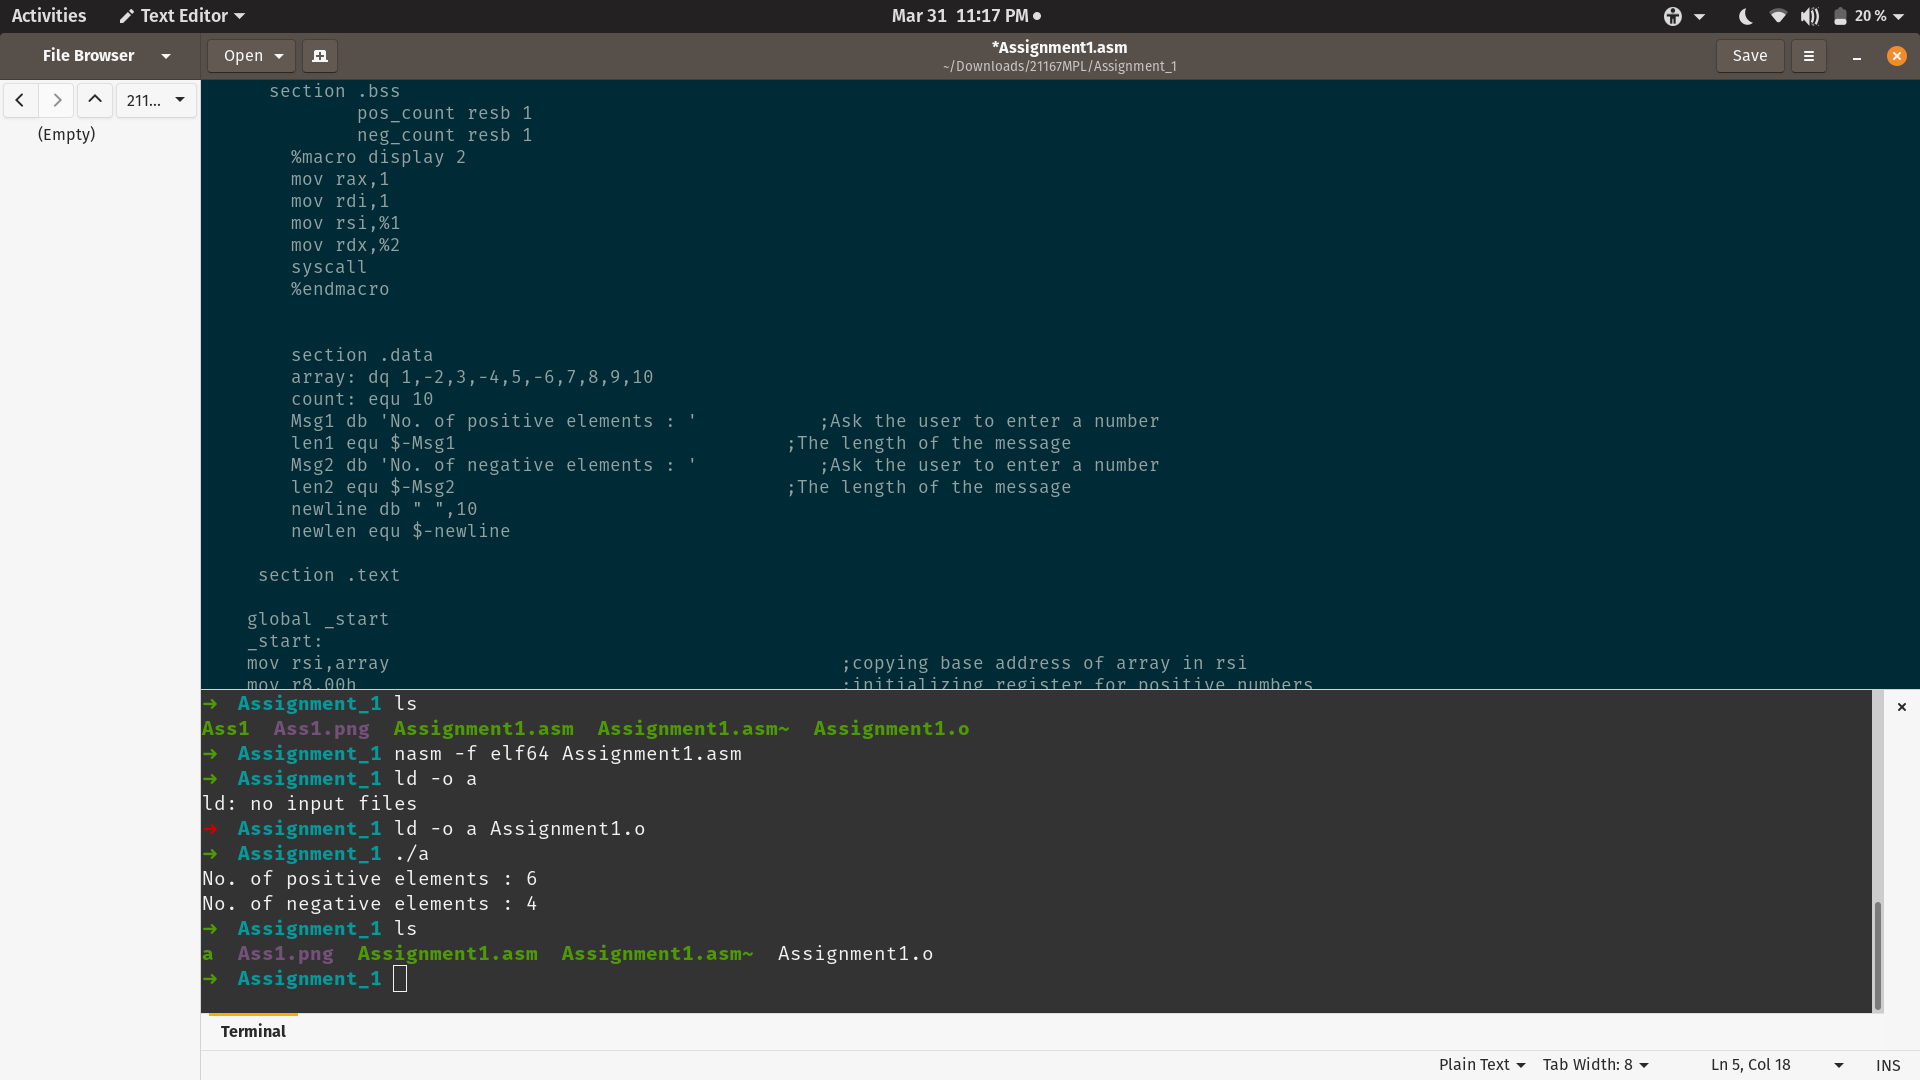 Activities Text Editor Mar 31 11:17 PM 20 %
File Browser Open *Assignment1.asm Save
~/Downloads/21167MPL/Assignment_1
211...
(Empty)
section .bss
pos_count resb 1
neg_count resb 1
%macro display 2
mov rax,1
mov rdi,1
mov rsi,%1
mov rdx,%2
syscall
%endmacro
section .data
array: dq 1,-2,3,-4,5,-6,7,8,9,10
count: equ 10
Msg1 db 'No. of positive elements : ' ;Ask the user to enter a number
len1 equ $-Msg1 ;The length of the message
Msg2 db 'No. of negative elements : ' ;Ask the user to enter a number
len2 equ $-Msg2 ;The length of the message
newline db " ",10
newlen equ $-newline
section .text
global _start
_start:
mov rsi,array ;copying base address of array in rsi
mov r8,00h ;initializing register for positive numbers
➜ Assignment_1 ls
Ass1 Ass1.png Assignment1.asm Assignment1.asm~ Assignment1.o
➜ Assignment_1 nasm -f elf64 Assignment1.asm
➜ Assignment_1 ld -o a
ld: no input files
➜ Assignment_1 ld -o a Assignment1.o
➜ Assignment_1 ./a
No. of positive elements : 6
No. of negative elements : 4
➜ Assignment_1 ls
a Ass1.png Assignment1.asm Assignment1.asm~ Assignment1.o
➜ Assignment_1
Terminal
Plain Text Tab Width: 8 Ln 5, Col 18 INS